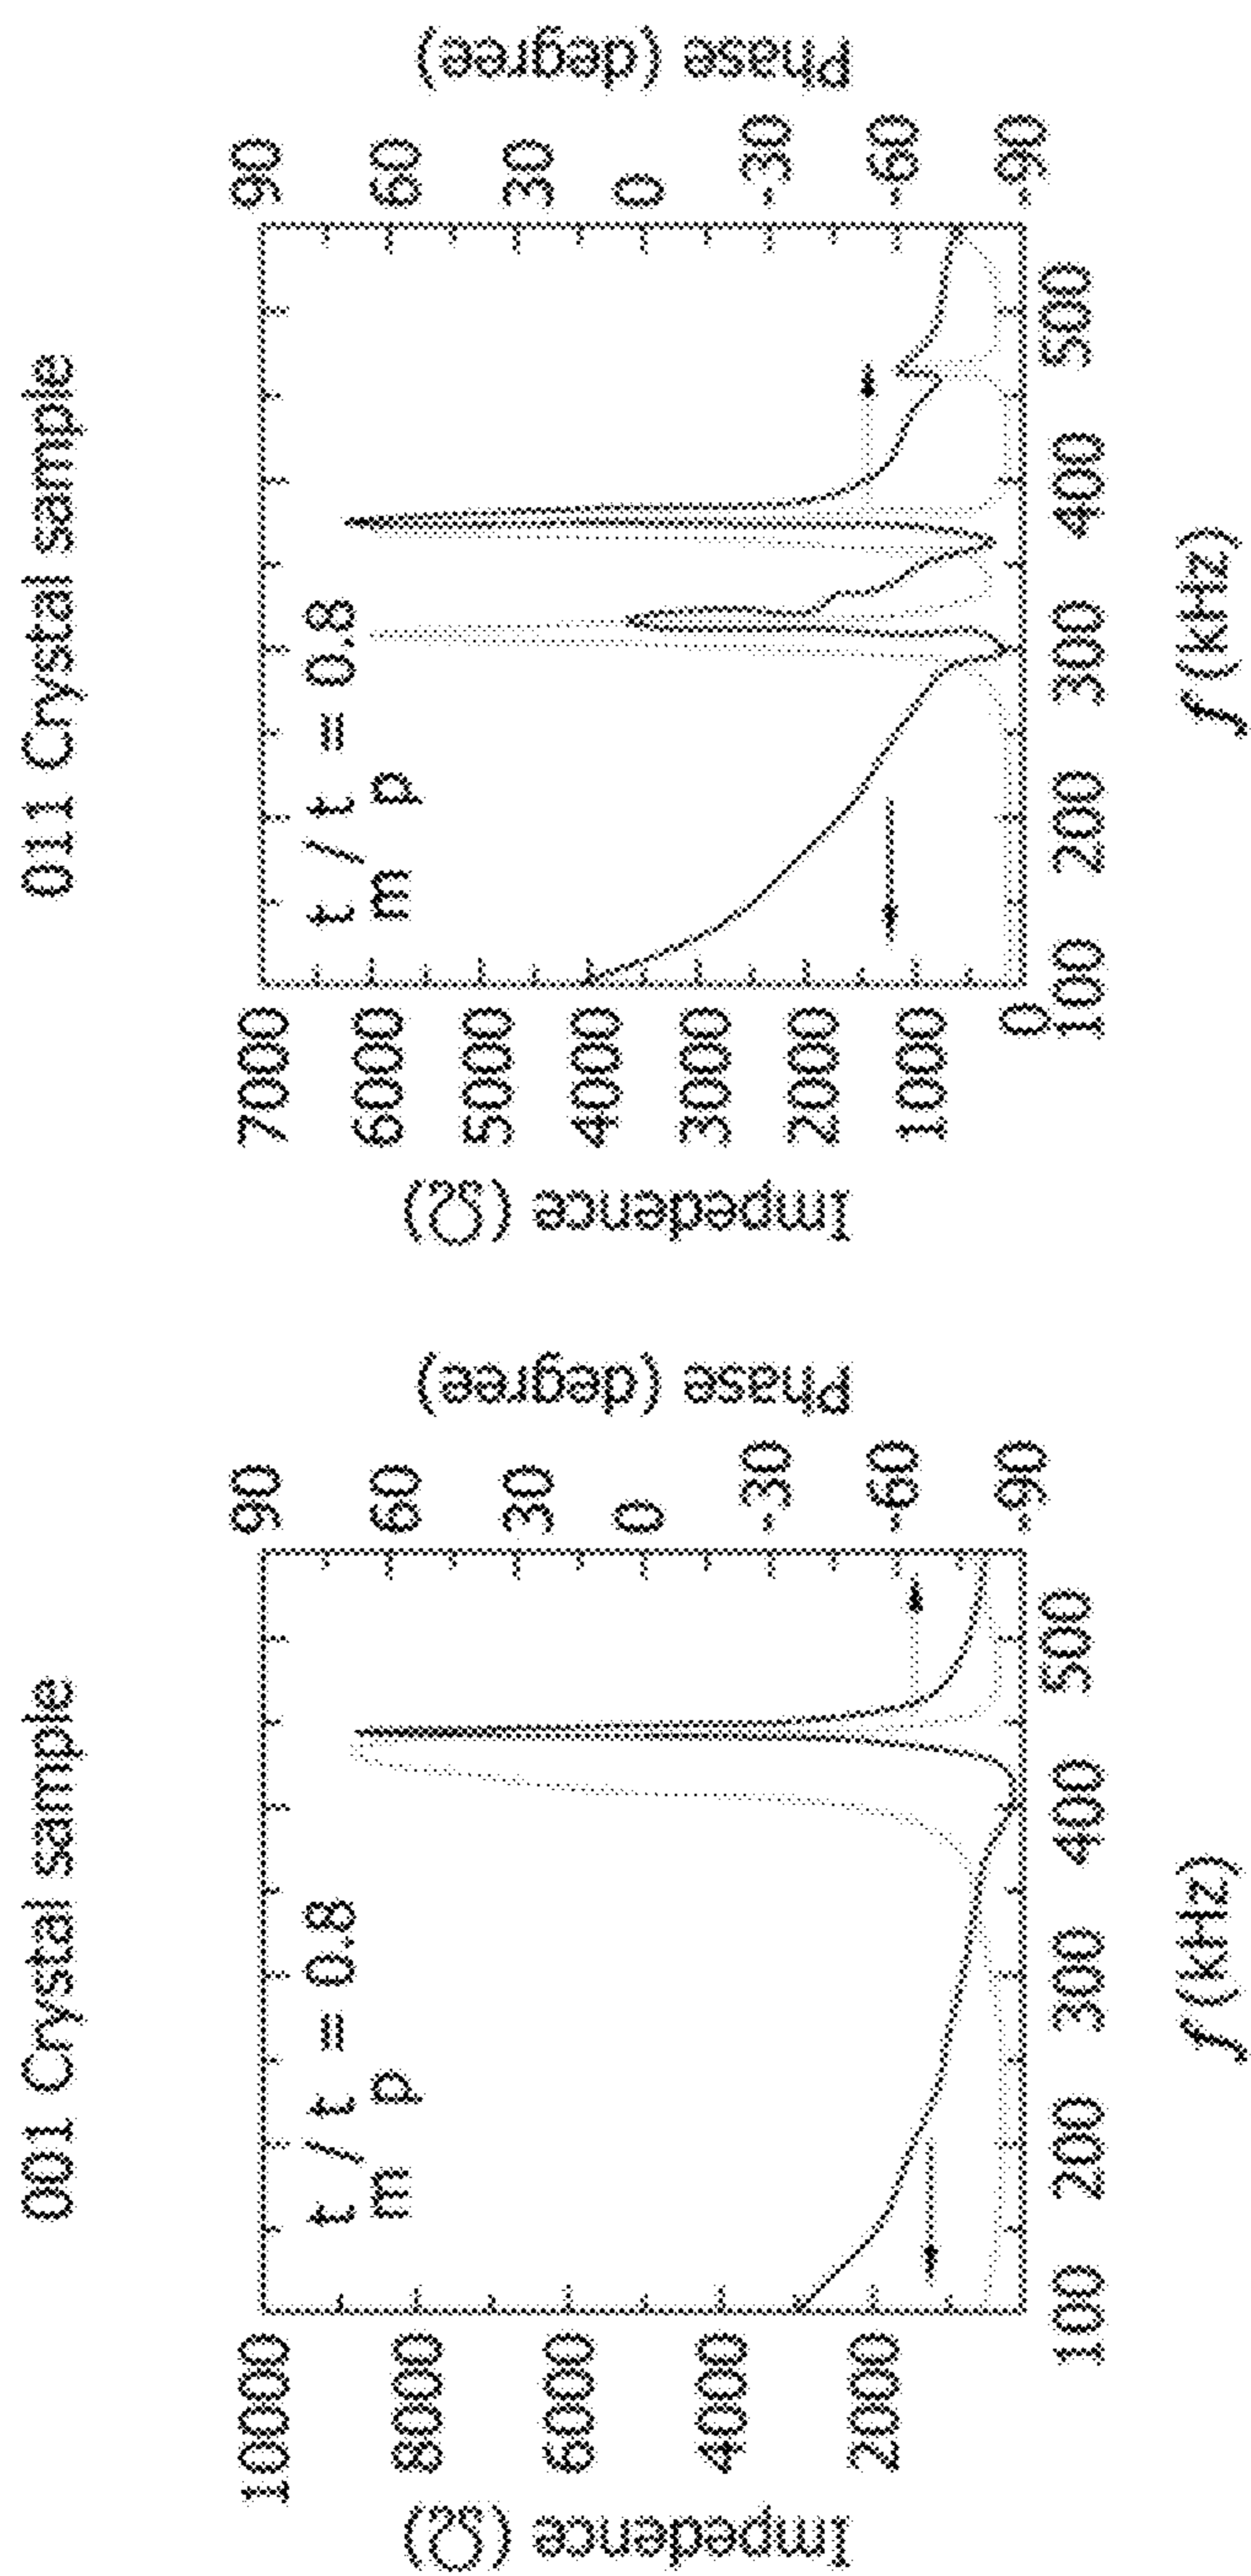 001 Crystal sample
t / t = 0.8
m p
Impedence (Ω)
10000
8000
6000
4000
2000
Phase (degree)
90
60
30
0
-30
-60
-90
100 200 300 400 500
f (kHz)
011 Crystal sample
t / t = 0.8
m p
Impedence (Ω)
7000
6000
5000
4000
3000
2000
1000
0
Phase (degree)
90
60
30
0
-30
-60
-90
100 200 300 400 500
f (kHz)